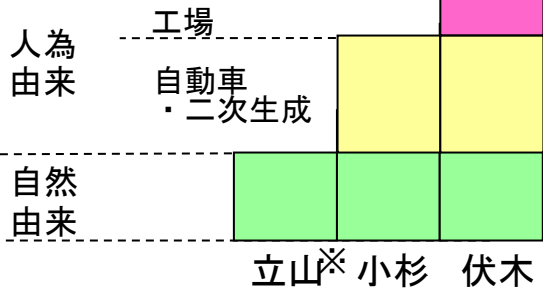 工場
人為
由来
自動車
・二次生成
自然
由来
立山※ 小杉 伏木